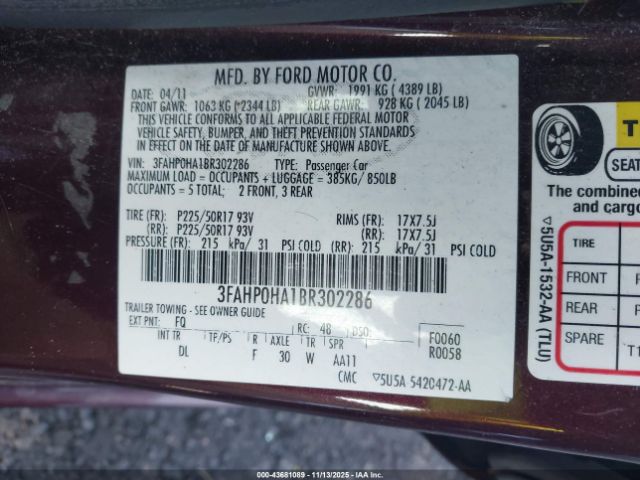 MFD. BY FORD MOTOR CO.
DATE: 04/11 GVWR: 1991 KG ( 4389 LB)
FRONT GAWR: 1063 KG ( 2344 LB) REAR GAWR: 928 KG ( 2045 LB)
THIS VEHICLE CONFORMS TO ALL APPLICABLE FEDERAL MOTOR
VEHICLE SAFETY, BUMPER, AND THEFT PREVENTION STANDARDS
IN EFFECT ON THE DATE OF MANUFACTURE SHOWN ABOVE.
VIN: 3FAHP0HA1BR302286 TYPE: Passenger Car
MAXIMUM LOAD = OCCUPANTS + LUGGAGE = 385KG/ 850LB
OCCUPANTS = 5 TOTAL; 2 FRONT, 3 REAR
TIRE (FR): P225/50R17 93V RIMS (FR): 17X7.5J
(RR): P225/50R17 93V (RR): 17X7.5J
PRESSURE (FR): 215 kPa/ 31 PSI COLD (RR): 215 kPa/ 31 PSI COLD
3FAHP0HA1BR302286
TRAILER TOWING - SEE OWNER GUIDE
EXT PNT: FQ RC: 48 DSO: F0060
INT TR TF/PS R AXLE TR SPR R0058
DL F 30 W AA11
CMC ▽5U5A 5420472-AA
T
SEAT
The combined
and cargo
TIRE
FRONT P
REAR P
SPARE T1
▽5U5A-1532-AA (TLU)
000-43681089 - 11/13/2025 - IAAI.COM